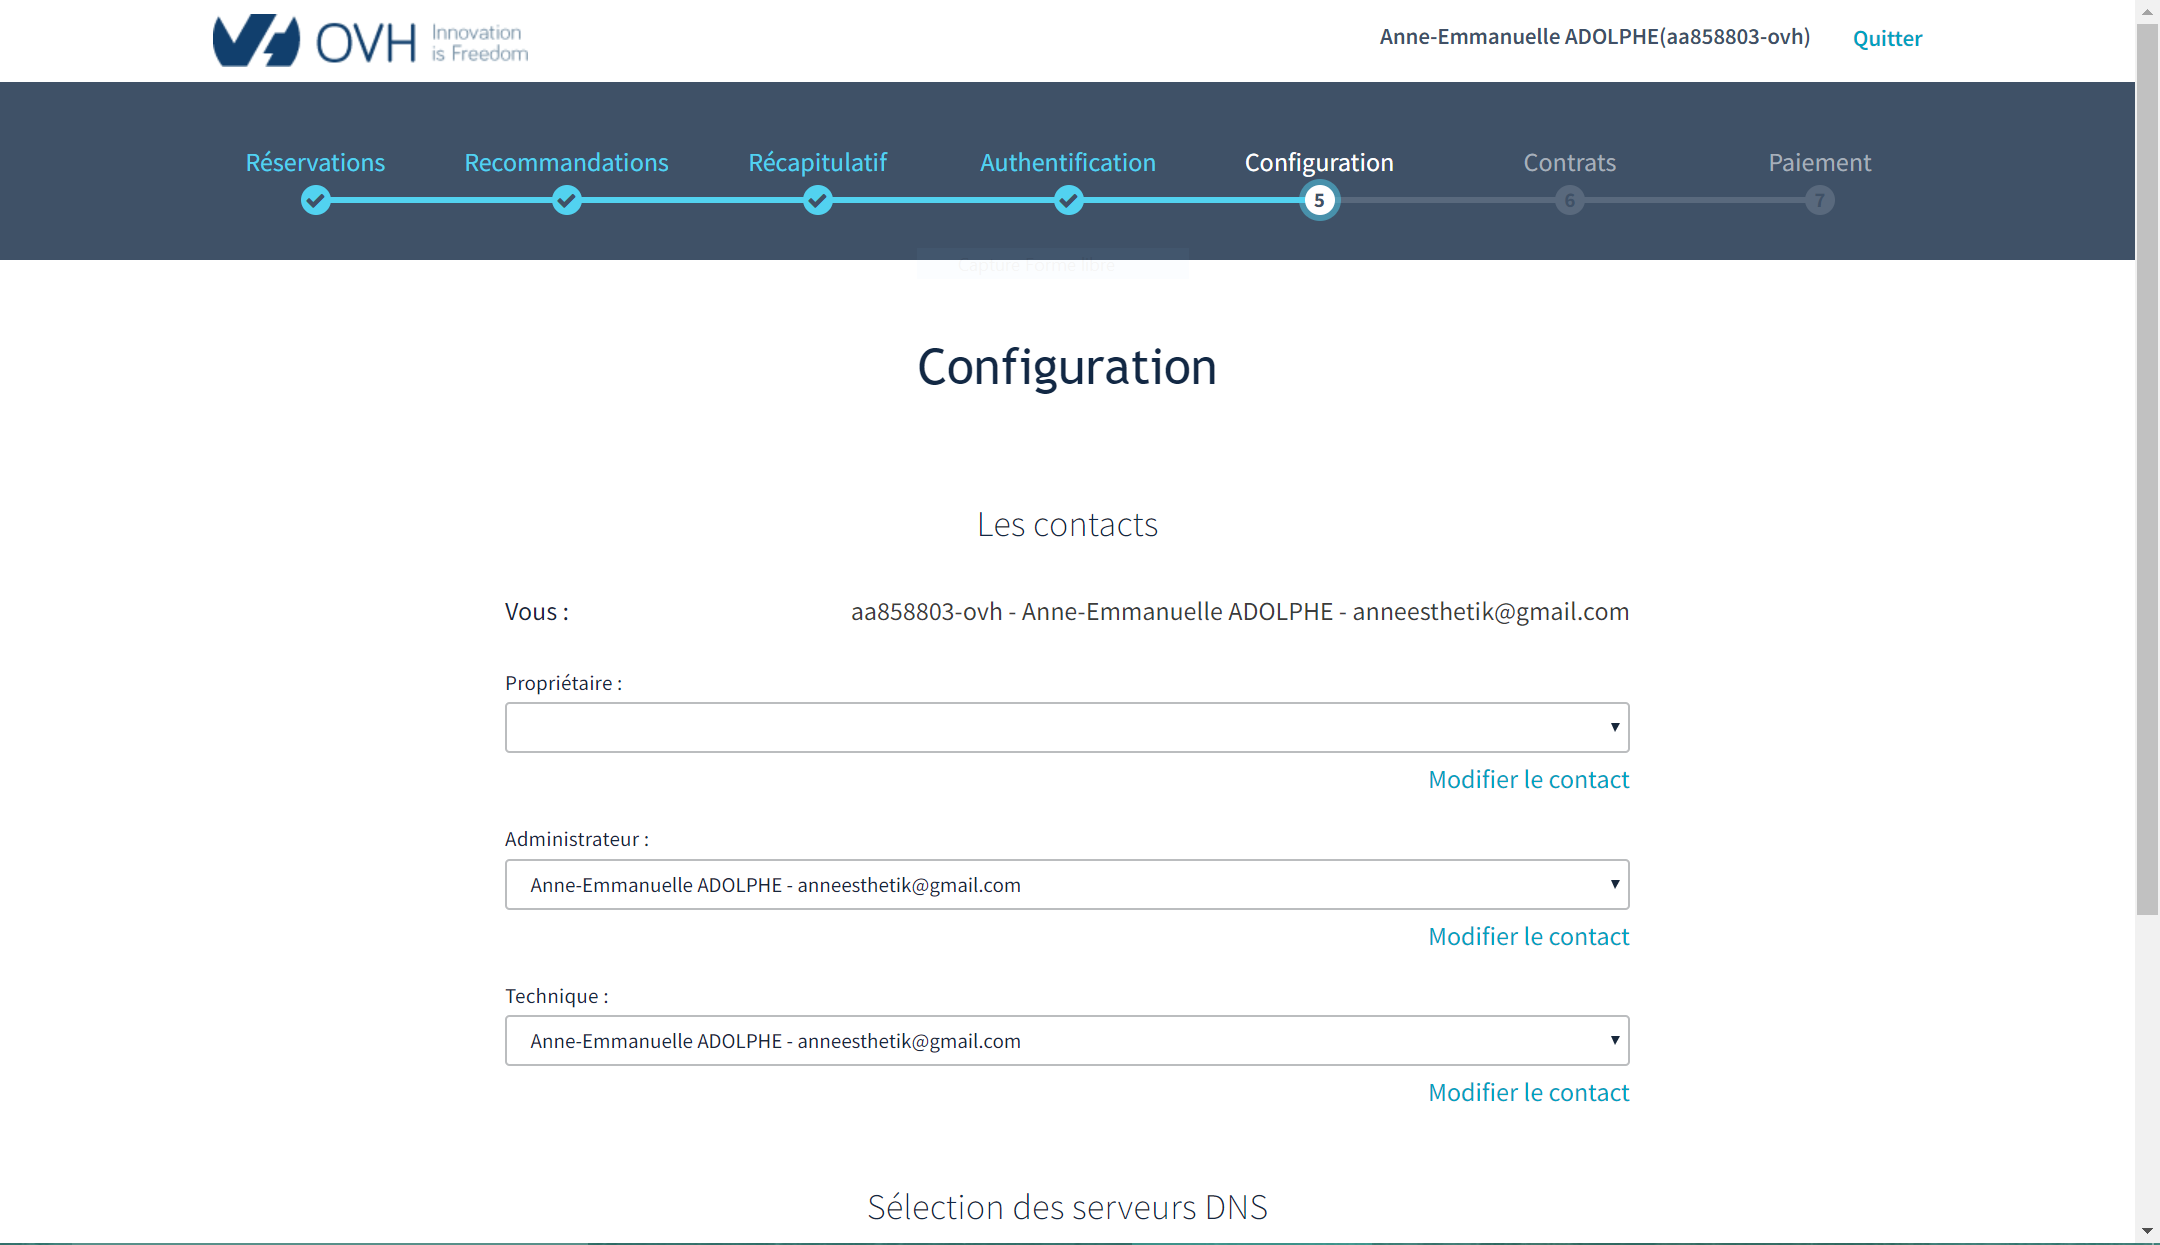 OVH Innovation
is Freedom
Anne-Emmanuelle ADOLPHE(aa858803-ovh) Quitter
Réservations Recommandations Récapitulatif Authentification Configuration Contrats Paiement
5 6 7
Capture Forme libre
Configuration
Les contacts
Vous : aa858803-ovh - Anne-Emmanuelle ADOLPHE - anneesthetik@gmail.com
Propriétaire :
Modifier le contact
Administrateur :
Anne-Emmanuelle ADOLPHE - anneesthetik@gmail.com
Modifier le contact
Technique :
Anne-Emmanuelle ADOLPHE - anneesthetik@gmail.com
Modifier le contact
Sélection des serveurs DNS